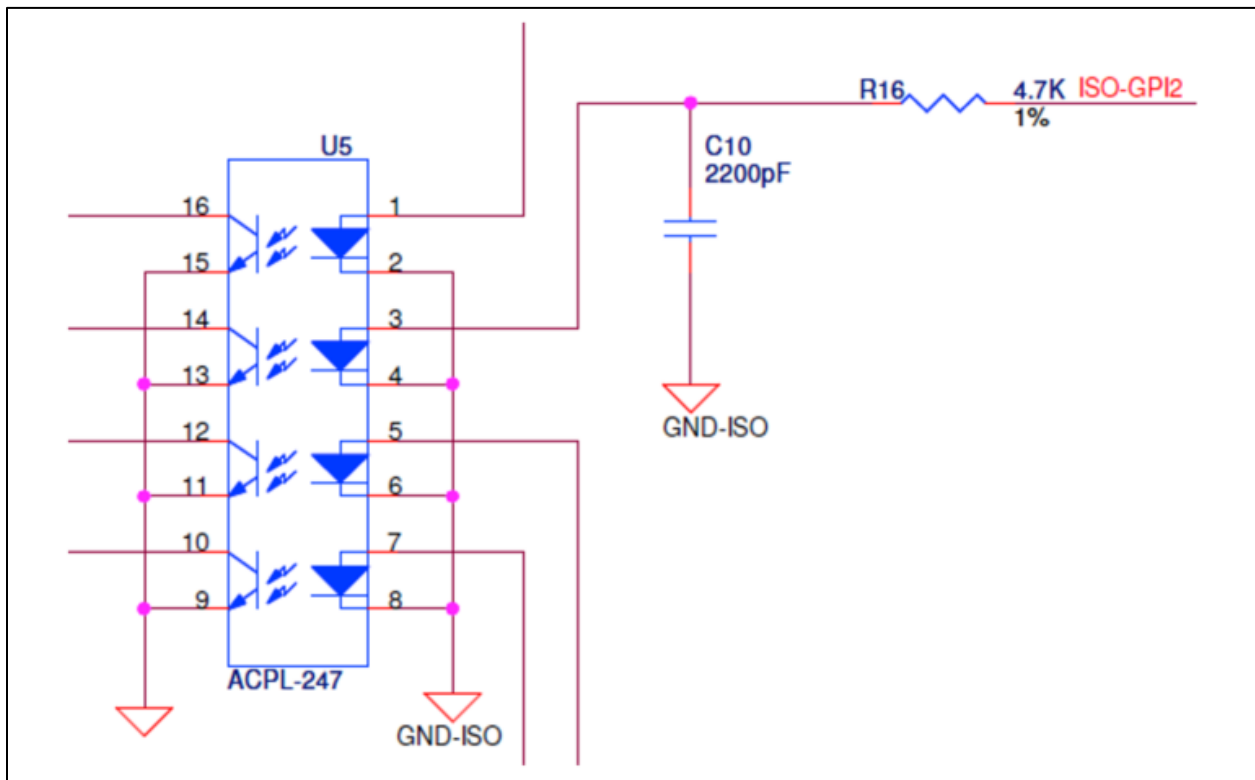 R16
4.7K
ISO-GPI2
1%
C10
2200pF
GND-ISO
U5
16
1
15
2
14
3
13
4
12
5
11
6
10
7
9
8
ACPL-247
GND-ISO